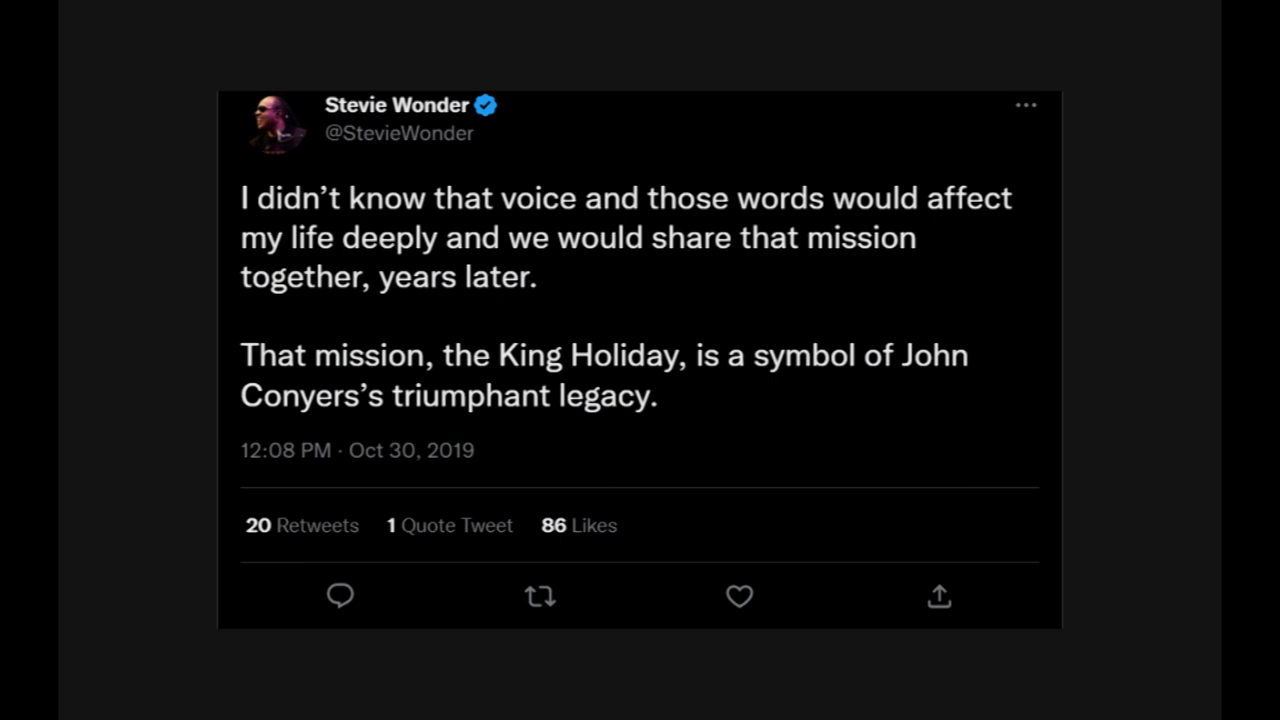 Stevie Wonder
@StevieWonder
I didn’t know that voice and those words would affect
my life deeply and we would share that mission
together, years later.
That mission, the King Holiday, is a symbol of John
Conyers’s triumphant legacy.
12:08 PM · Oct 30, 2019
20 Retweets 1 Quote Tweet 86 Likes